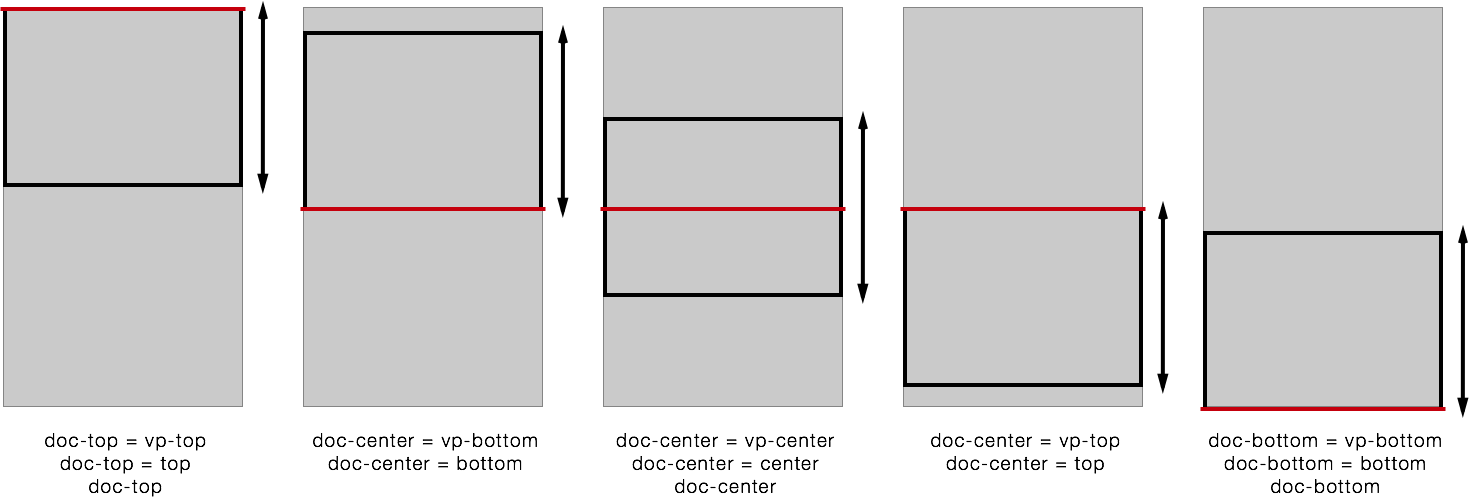 doc-top = vp-top
doc-top = top
doc-top
doc-center = vp-bottom
doc-center = bottom
doc-center = vp-center
doc-center = center
doc-center
doc-center = vp-top
doc-center = top
doc-bottom = vp-bottom
doc-bottom = bottom
doc-bottom